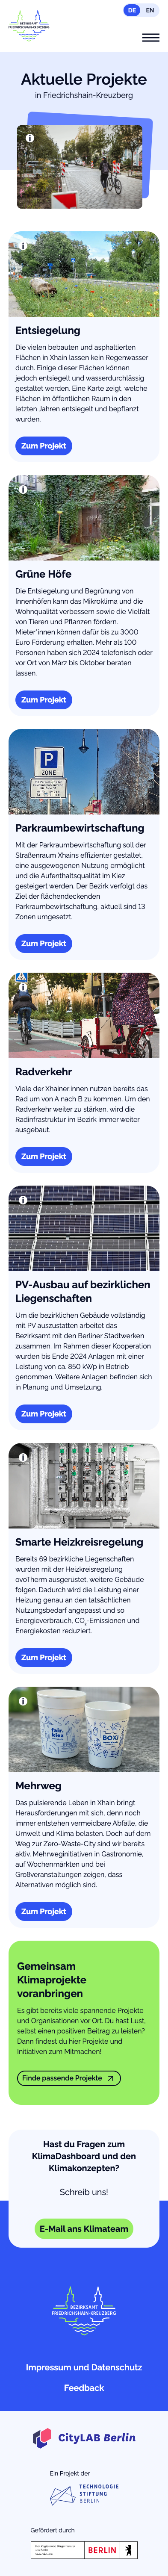 BEZIRKSAMT
FRIEDRICHSHAIN-KREUZBERG
DE EN
Aktuelle Projekte
in Friedrichshain-Kreuzberg
Entsiegelung
Die vielen bebauten und asphaltierten
Flächen in Xhain lassen kein Regenwasser
durch. Einige dieser Flächen können
jedoch entsiegelt und wasserdurchlässig
gestaltet werden. Eine Karte zeigt, welche
Flächen im öffentlichen Raum in den
letzten Jahren entsiegelt und bepflanzt
wurden.
Zum Projekt
Grüne Höfe
Die Entsiegelung und Begrünung von
Innenhöfen kann das Mikroklima und die
Wohnqualität verbessern sowie die Vielfalt
von Tieren und Pflanzen fördern.
Mieter*innen können dafür bis zu 3000
Euro Förderung erhalten. Mehr als 100
Personen haben sich 2024 telefonisch oder
vor Ort von März bis Oktober beraten
lassen.
Zum Projekt
P
ZONE
Parkraumbewirtschaftung
Mit der Parkraumbewirtschaftung soll der
Straßenraum Xhains effizienter gestaltet,
eine ausgewogenen Nutzung ermöglicht
und die Aufenthaltsqualität im Kiez
gesteigert werden. Der Bezirk verfolgt das
Ziel der flächendeckenden
Parkraumbewirtschaftung, aktuell sind 13
Zonen umgesetzt.
Zum Projekt
Radverkehr
Viele der Xhainer:innen nutzen bereits das
Rad um von A nach B zu kommen. Um den
Radverkehr weiter zu stärken, wird die
Radinfrastruktur im Bezirk immer weiter
ausgebaut.
Zum Projekt
PV-Ausbau auf bezirklichen
Liegenschaften
Um die bezirklichen Gebäude vollständig
mit PV auszustatten arbeitet das
Bezirksamt mit den Berliner Stadtwerken
zusammen. Im Rahmen dieser Kooperation
wurden bis Ende 2024 Anlagen mit einer
Leistung von ca. 850 kWp in Betrieb
genommen. Weitere Anlagen befinden sich
in Planung und Umsetzung.
Zum Projekt
Smarte Heizkreisregelung
Bereits 69 bezirkliche Liegenschaften
wurden mit der Heizkreisregelung
ovoTherm ausgerüstet, weitere Gebäude
folgen. Dadurch wird die Leistung einer
Heizung genau an den tatsächlichen
Nutzungsbedarf angepasst und so
Energieverbrauch, CO₂-Emissionen und
Energiekosten reduziert.
Zum Projekt
fair.
kiez
BOX!
Mehrweg
Das pulsierende Leben in Xhain bringt
Herausforderungen mit sich, denn noch
immer entstehen vermeidbare Abfälle, die
Umwelt und Klima belasten. Doch auf dem
Weg zur Zero-Waste-City sind wir bereits
aktiv. Mehrweginitiativen in Gastronomie,
auf Wochenmärkten und bei
Großveranstaltungen zeigen, dass
Alternativen möglich sind.
Zum Projekt
Gemeinsam
Klimaprojekte
voranbringen
Es gibt bereits viele spannende Projekte
und Organisationen vor Ort. Du hast Lust,
selbst einen positiven Beitrag zu leisten?
Dann findest du hier Projekte und
Initiativen zum Mitmachen!
Finde passende Projekte
Hast du Fragen zum
KlimaDashboard und den
Klimakonzepten?
Schreib uns!
E-Mail ans Klimateam
BEZIRKSAMT
FRIEDRICHSHAIN-KREUZBERG
Impressum und Datenschutz
Feedback
CityLAB Berlin
Ein Projekt der
TECHNOLOGIE
STIFTUNG
BERLIN
Gefördert durch
BERLIN